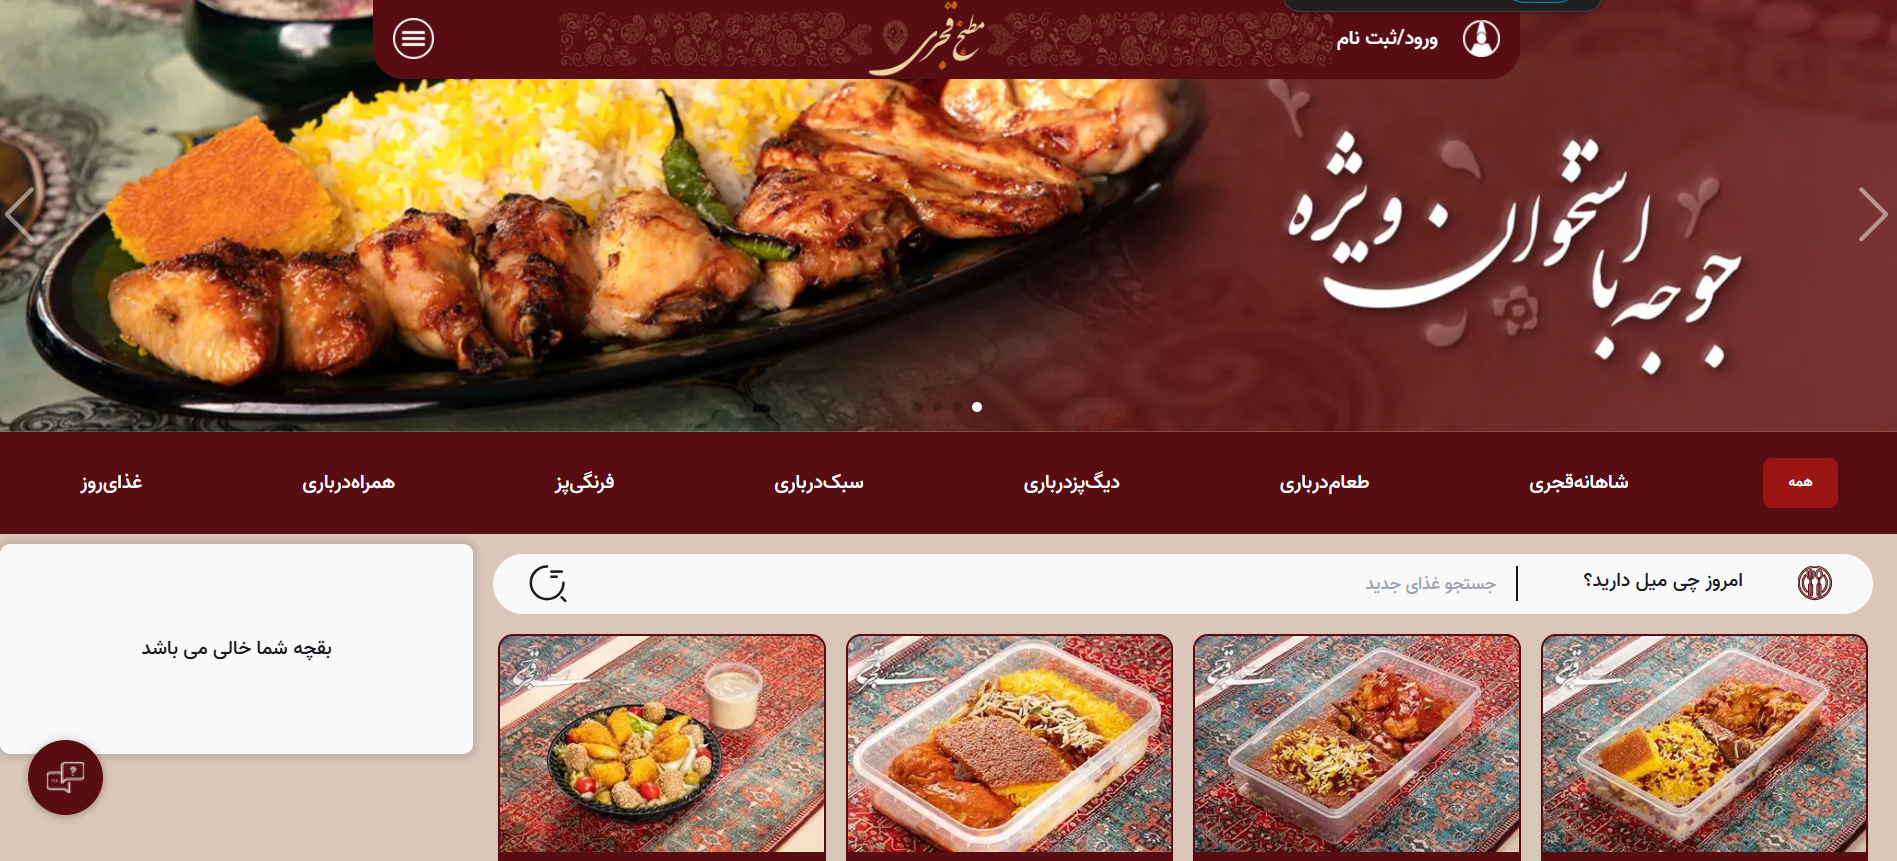 ورود/ثبت نام
مطبخ قجری
جوجه با استخوان ویژه
همه
شاهانه‌قجری
طعام‌درباری
دیگ‌پزدرباری
سبک‌درباری
فرنگی‌پز
همراه‌درباری
غذای‌روز
امروز چی میل دارید؟
جستجو غذای جدید
بقچه شما خالی می باشد